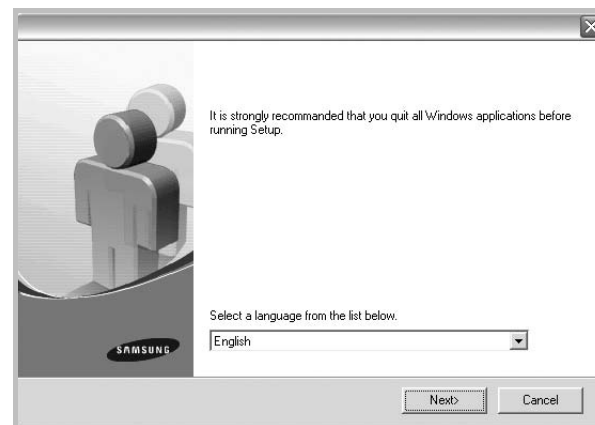 It is strongly recommanded that you quit all Windows applications before
running Setup.
Select a language from the list below.
English
SAMSUNG
Next>
Cancel